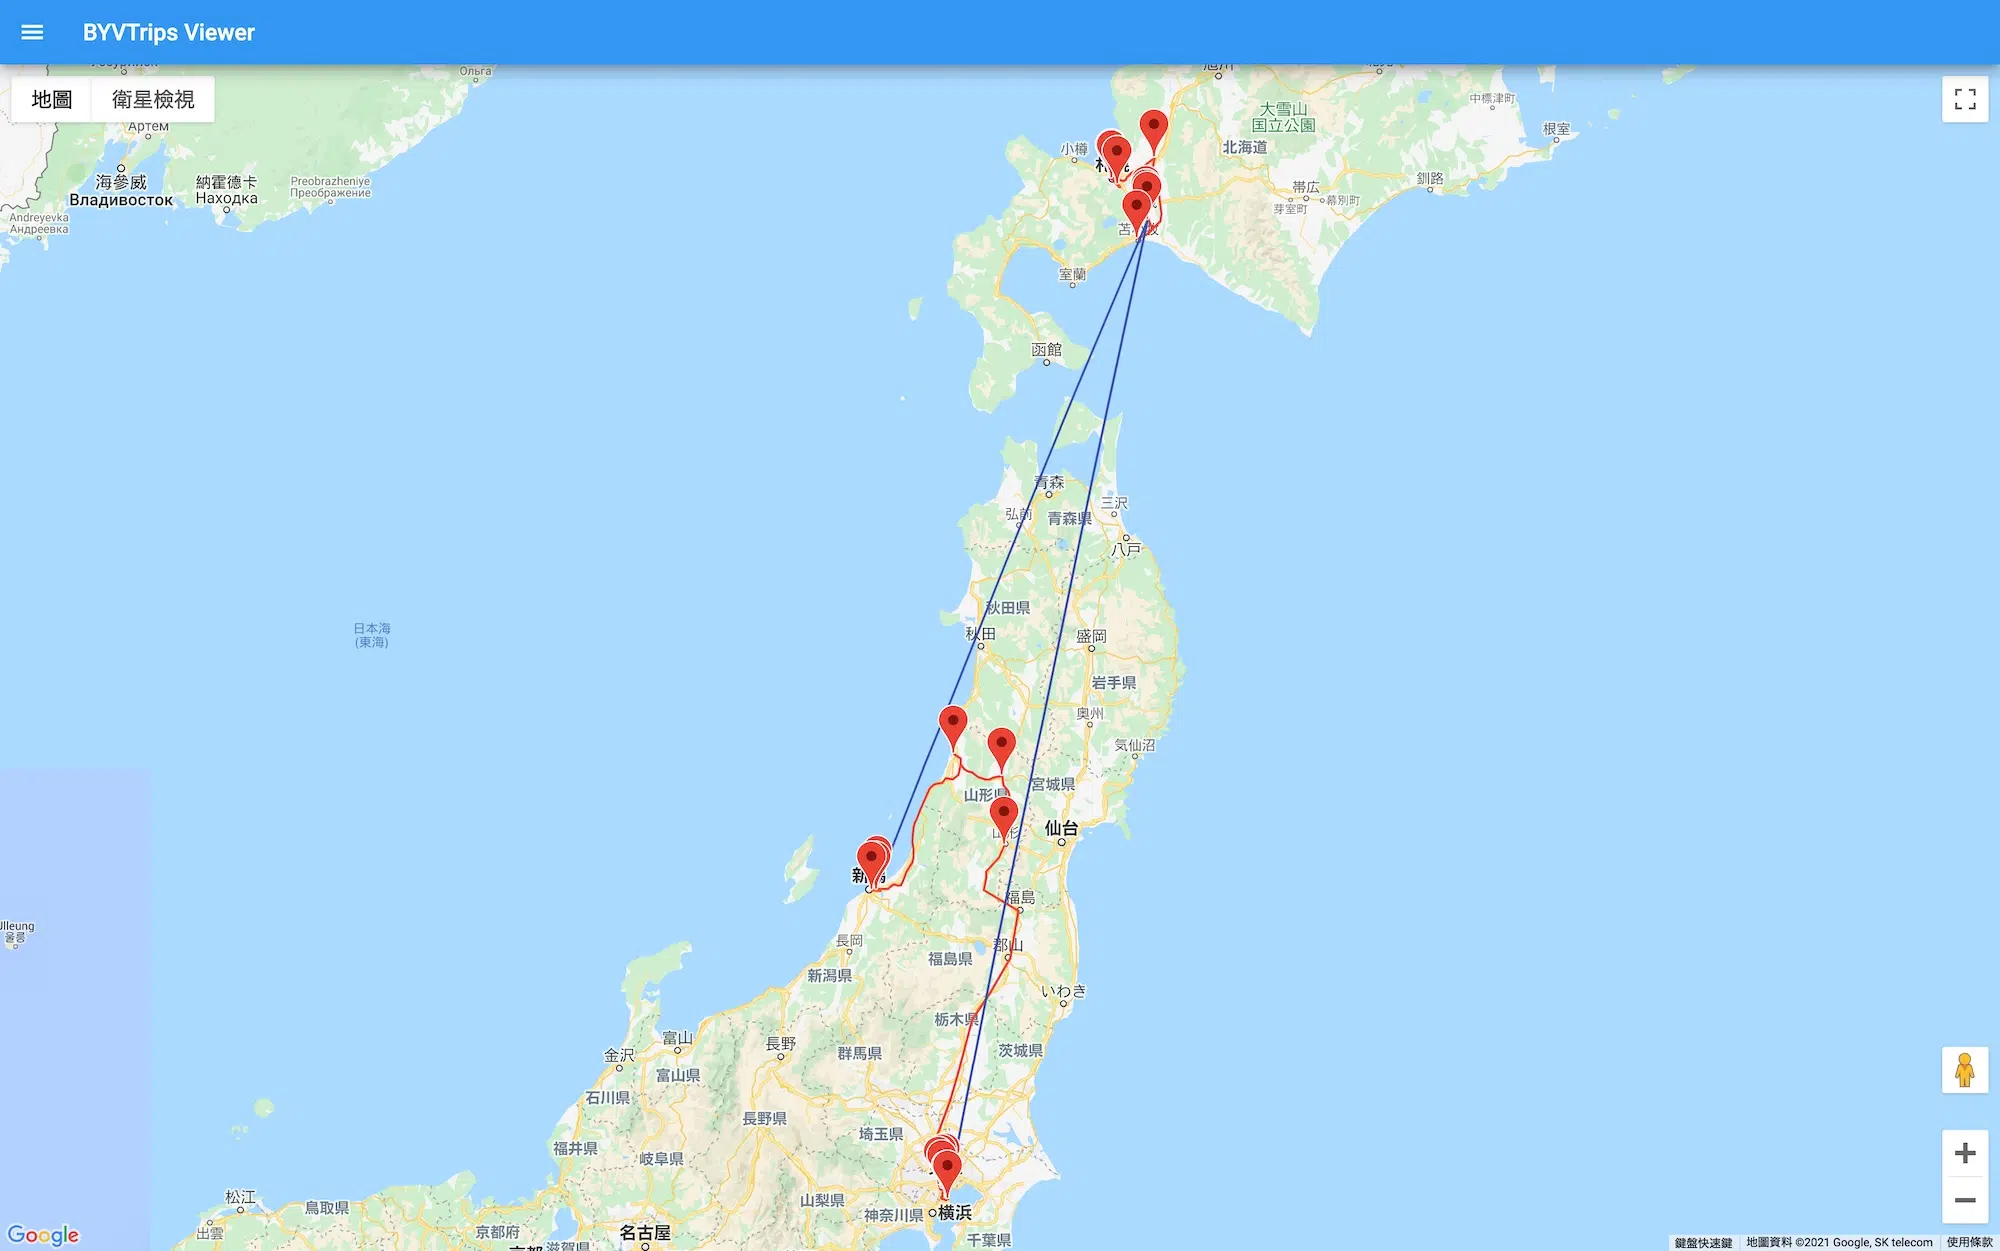 BYVTrips Viewer
地圖
衛星檢視
Ольга
Артем
海參威
Владивосток
納霍德卡
Находка
Preobrazheniye
Преображение
Andreyevka
Андреевка
旭川
大雪山
国立公園
北海道
中標津町
根室
小樽
帯広
芽室町
幕別町
釧路
室蘭
函館
青森
弘前
青森県
三沢
八戸
秋田県
秋田
盛岡
岩手県
奥州
気仙沼
日本海
(東海)
宮城県
山形県
仙台
福島
長岡
郡山
福島県
新潟県
いわき
栃木県
Ulleung
울릉
富山
長野
金沢
群馬県
茨城県
富山県
石川県
長野県
埼玉県
福井県
岐阜県
松江
鳥取県
山梨県
神奈川県
横浜
出雲
京都府
名古屋
千葉県
滋賀県
Google
鍵盤快速鍵
地圖資料 ©2021 Google, SK telecom
使用條款